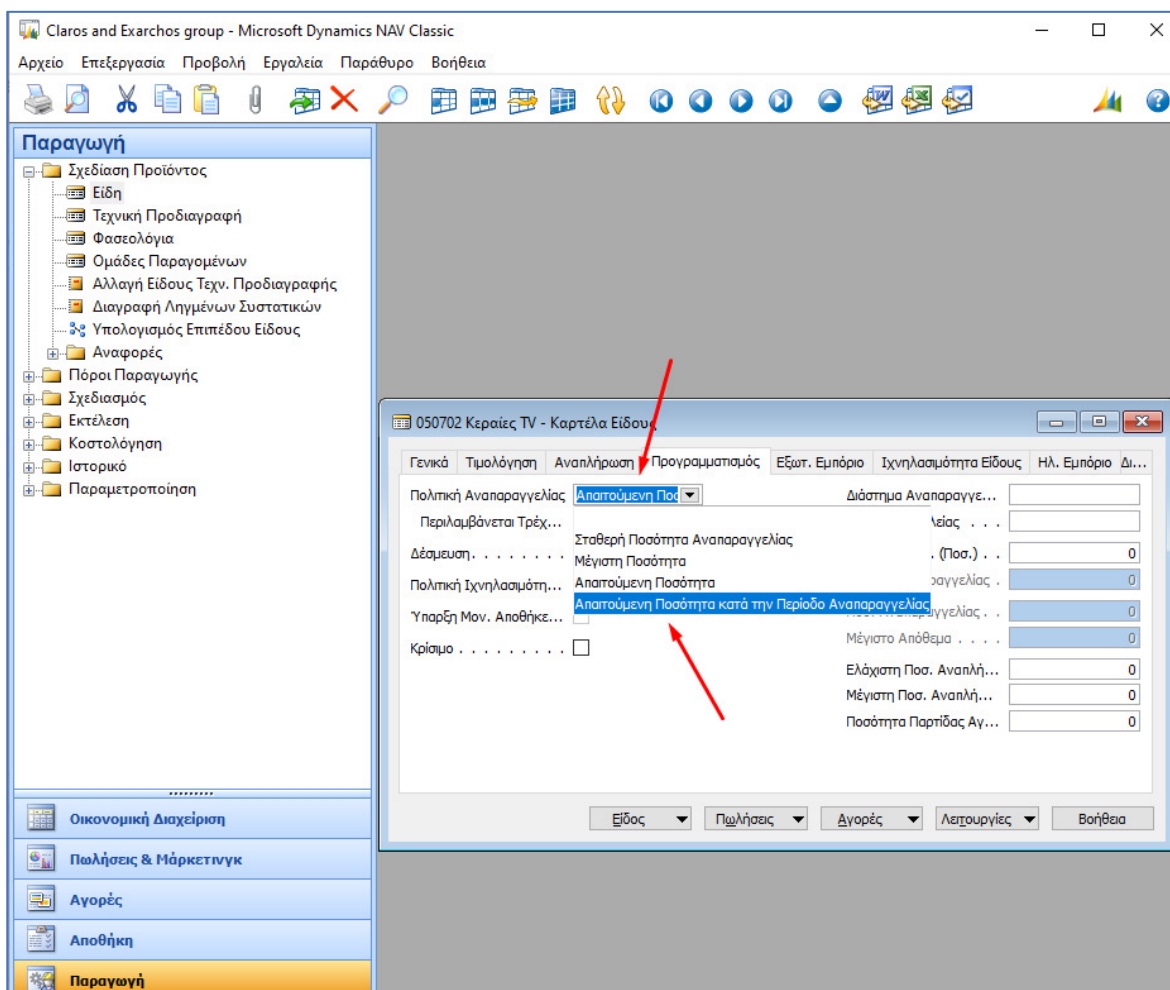 Claros and Exarchos group - Microsoft Dynamics NAV Classic
Αρχείο Επεξεργασία Προβολή Εργαλεία Παράθυρο Βοήθεια
Παραγωγή
Σχεδίαση Προϊόντος
Είδη
Τεχνική Προδιαγραφή
Φασεολόγια
Ομάδες Παραγομένων
Αλλαγή Είδους Τεχν. Προδιαγραφής
Διαγραφή Ληγμένων Συστατικών
Υπολογισμός Επιπέδου Είδους
Αναφορές
Πόροι Παραγωγής
Σχεδιασμός
Εκτέλεση
Κοστολόγηση
Ιστορικό
Παραμετροποίηση
Οικονομική Διαχείριση
Πωλήσεις & Μάρκετινγκ
Αγορές
Αποθήκη
Παραγωγή
050702 Κεραίες TV - Καρτέλα Είδους
Γενικά Τιμολόγηση Αναπλήρωση Προγραμματισμός Εξωτ. Εμπόριο Ιχνηλασιμότητα Είδους Ηλ. Εμπόριο Δι...
Πολιτική Αναπαραγγελίας Απαιτούμενη Ποσ
Περιλαμβάνεται Τρέχ...
Δέσμευση. . . . . . . .
Πολιτική Ιχνηλασιμότη...
Ύπαρξη Μον. Αποθήκε...
Κρίσιμο . . . . . . . . .
Σταθερή Ποσότητα Αναπαραγγελίας
Μέγιστη Ποσότητα
Απαιτούμενη Ποσότητα
Απαιτούμενη Ποσότητα κατά την Περίοδο Αναπαραγγελίας
Διάστημα Αναπαραγγε...
λείας . . .
. (Ποσ.) . . 0
ραγγελίας . 0
Αναπαραγγελίας . . 0
Μέγιστο Απόθεμα . . . . 0
Ελάχιστη Ποσ. Αναπλή... 0
Μέγιστη Ποσ. Αναπλή... 0
Ποσότητα Παρτίδας Αγ... 0
Είδος Πωλήσεις Αγορές Λειτουργίες Βοήθεια